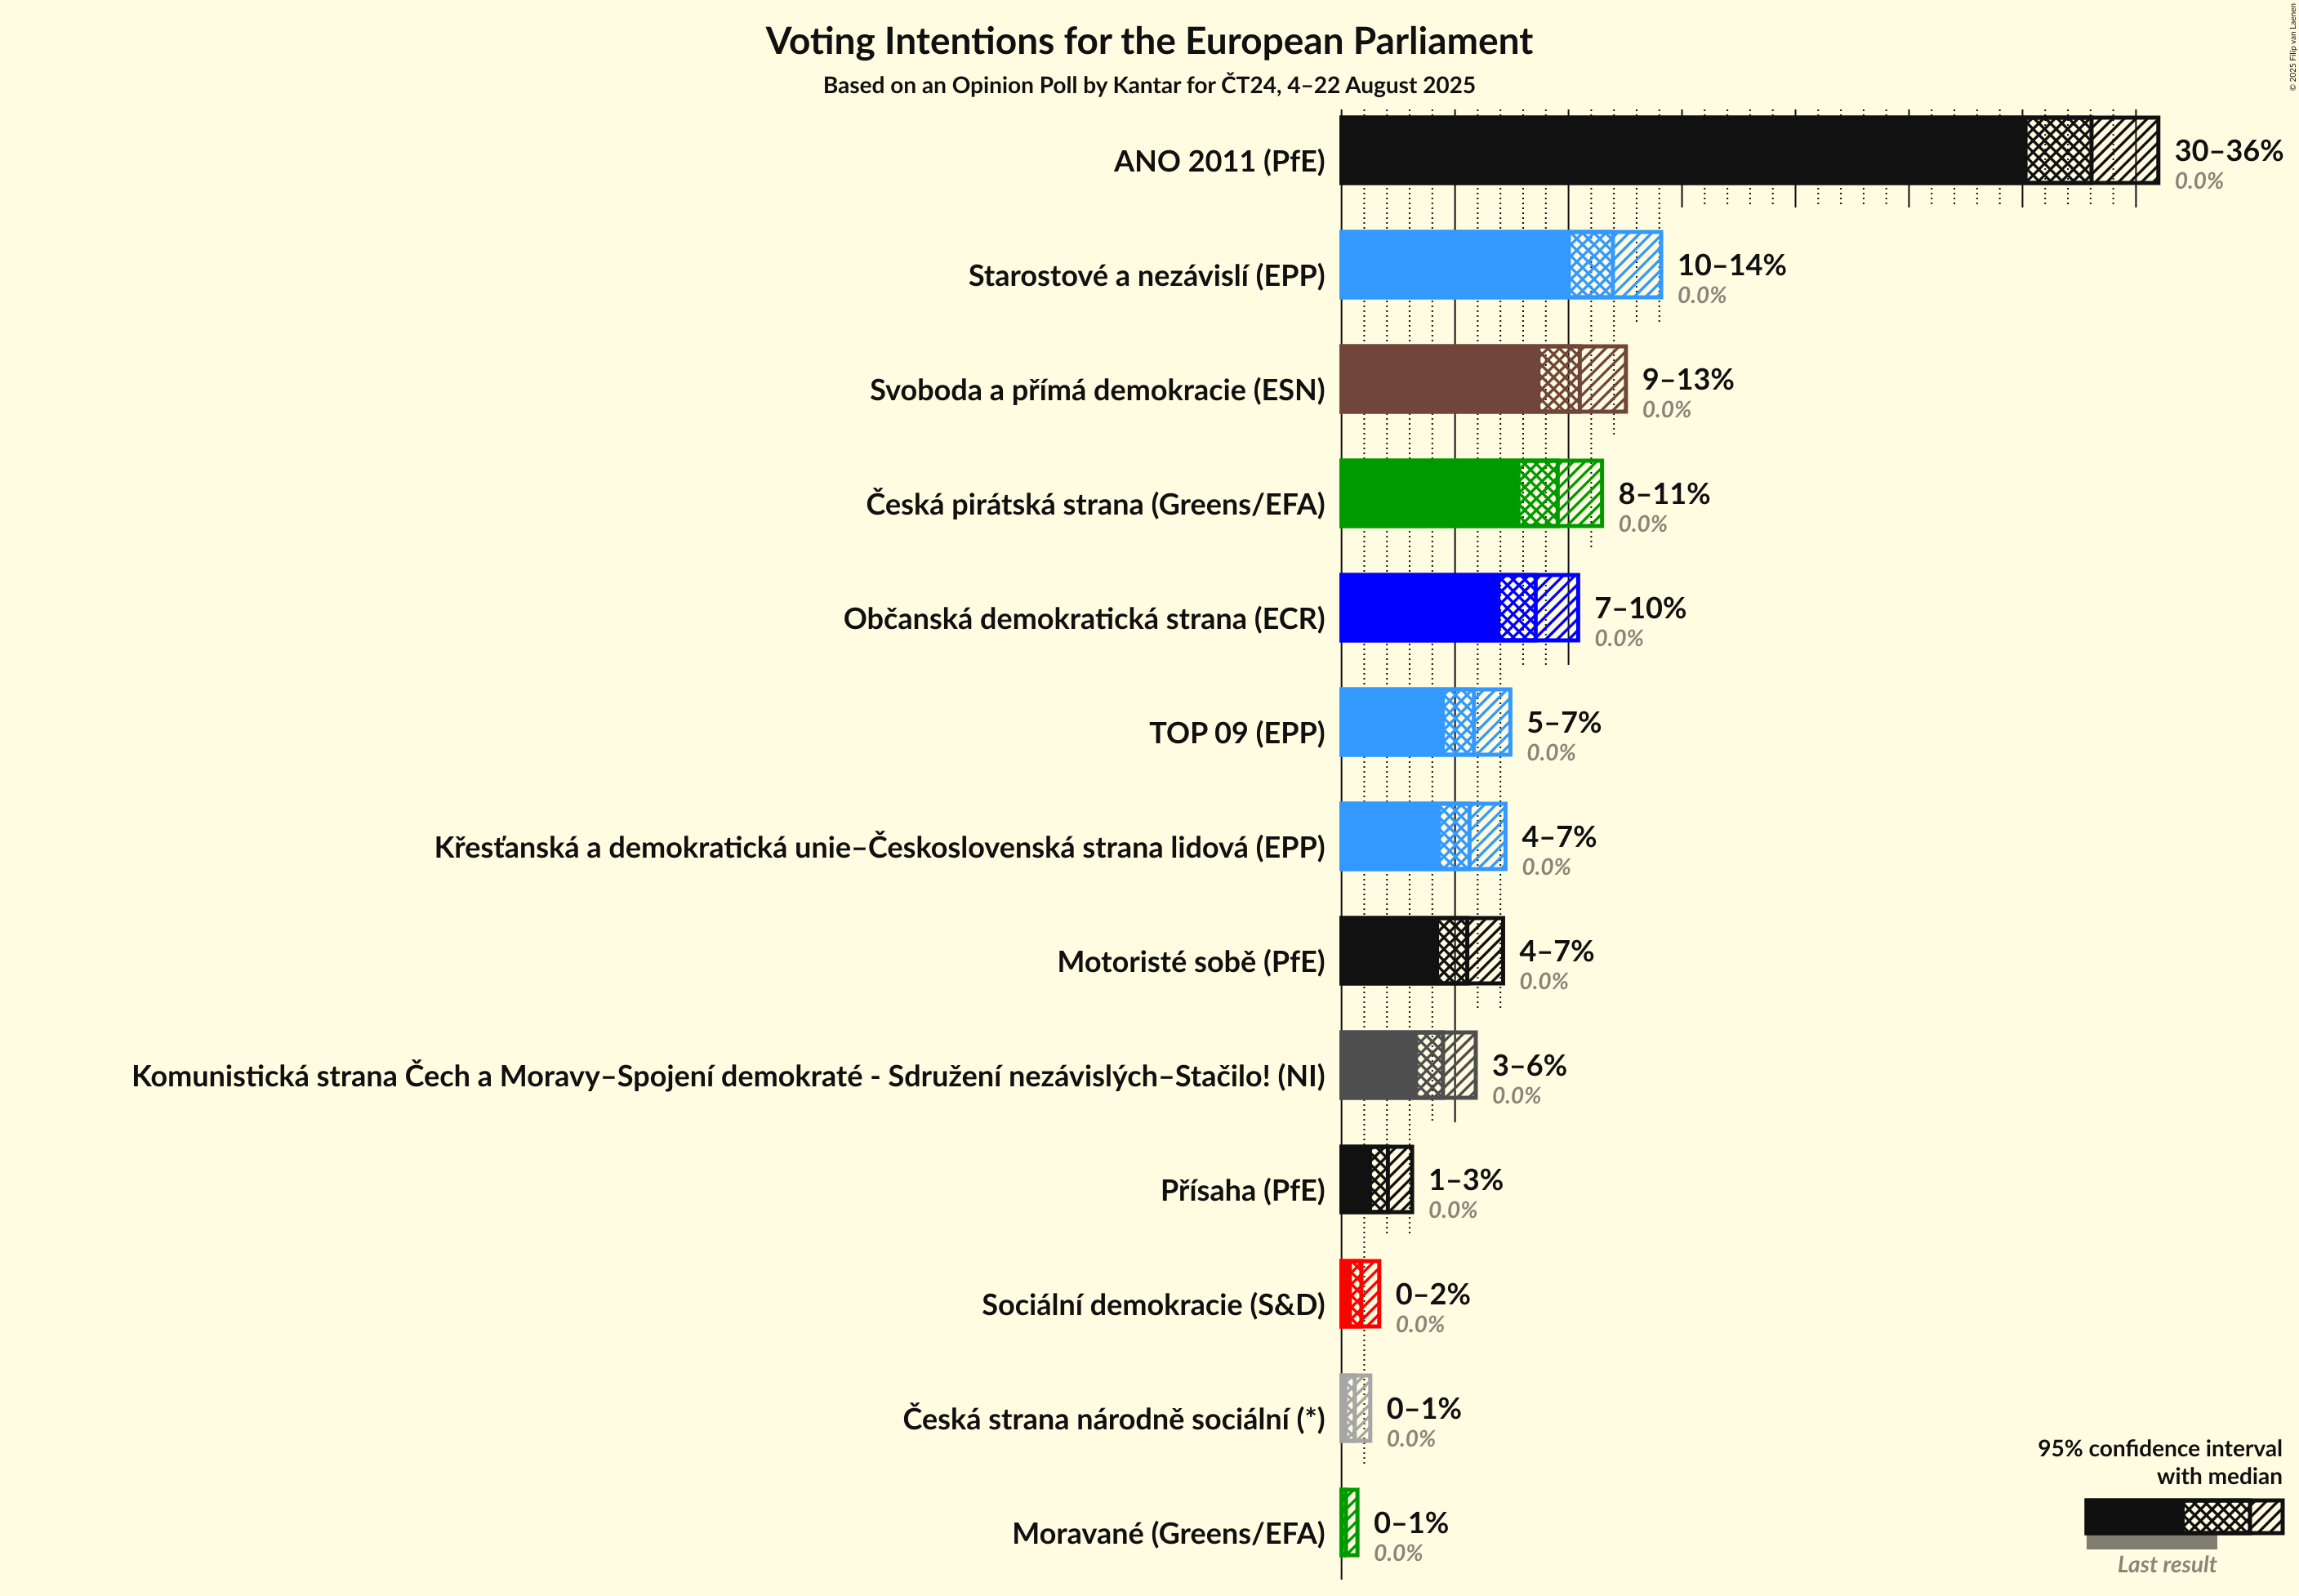 Voting Intentions for the European Parliament
Based on an Opinion Poll by Kantar for ČT24, 4–22 August 2025
© 2025 Filip van Laenen
ANO 2011 (PfE)
30–36%
0.0%
Starostové a nezávislí (EPP)
10–14%
0.0%
Svoboda a přímá demokracie (ESN)
9–13%
0.0%
Česká pirátská strana (Greens/EFA)
8–11%
0.0%
Občanská demokratická strana (ECR)
7–10%
0.0%
TOP 09 (EPP)
5–7%
0.0%
Křesťanská a demokratická unie–Československá strana lidová (EPP)
4–7%
0.0%
Motoristé sobě (PfE)
4–7%
0.0%
Komunistická strana Čech a Moravy–Spojení demokraté - Sdružení nezávislých–Stačilo! (NI)
3–6%
0.0%
Přísaha (PfE)
1–3%
0.0%
Sociální demokracie (S&D)
0–2%
0.0%
Česká strana národně sociální (*)
0–1%
0.0%
Moravané (Greens/EFA)
0–1%
0.0%
95% confidence interval
with median
Last result